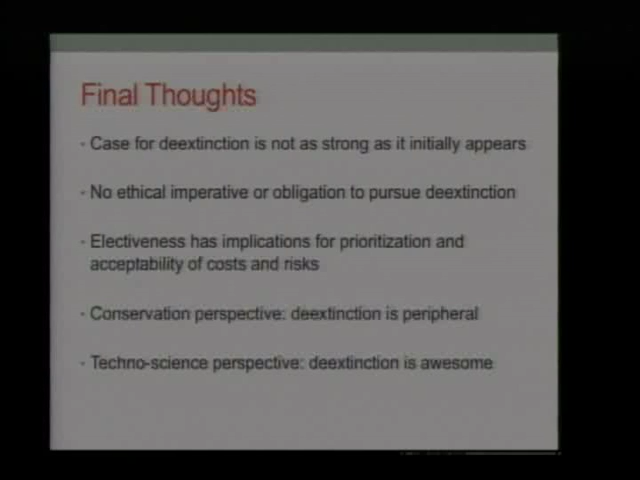 Final Thoughts
· Case for deextinction is not as strong as it initially appears
· No ethical imperative or obligation to pursue deextinction
· Electiveness has implications for prioritization and
acceptability of costs and risks
· Conservation perspective: deextinction is peripheral
· Techno-science perspective: deextinction is awesome